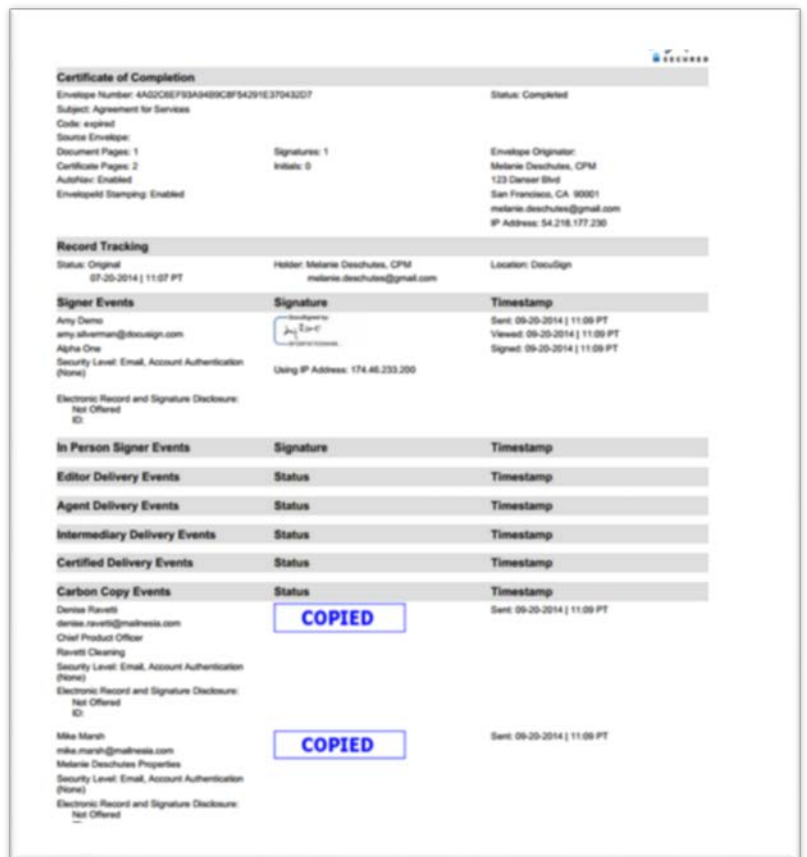 SECURED
Certificate of Completion
Envelope Number: 4A02C6EF93A94B9C8F54291E370432D7 Status: Completed
Subject: Agreement for Services
Code: expired
Source Envelope:
Document Pages: 1 Signatures: 1 Envelope Originator:
Certificate Pages: 2 Initials: 0 Melanie Deschutes, CPM
AutoNav: Enabled 123 Danser Blvd
EnvelopeId Stamping: Enabled San Francisco, CA 90001
melanie.deschutes@gmail.com
IP Address: 54.218.177.230
Record Tracking
Status: Original Holder: Melanie Deschutes, CPM Location: DocuSign
07-20-2014 | 11:07 PT melanie.deschutes@gmail.com
Signer Events Signature Timestamp
Amy Demo DocuSigned by: Sent: 09-20-2014 | 11:09 PT
amy.silverman@docusign.com Viewed: 09-20-2014 | 11:09 PT
Alpha One Signed: 09-20-2014 | 11:09 PT
Security Level: Email, Account Authentication
(None) Using IP Address: 174.46.233.200
Electronic Record and Signature Disclosure:
Not Offered
ID:
In Person Signer Events Signature Timestamp
Editor Delivery Events Status Timestamp
Agent Delivery Events Status Timestamp
Intermediary Delivery Events Status Timestamp
Certified Delivery Events Status Timestamp
Carbon Copy Events Status Timestamp
Denise Ravetti COPIED Sent: 09-20-2014 | 11:09 PT
denise.ravetti@mailnesia.com
Chief Product Officer
Ravetti Cleaning
Security Level: Email, Account Authentication
(None)
Electronic Record and Signature Disclosure:
Not Offered
ID:
Mike Marsh COPIED Sent: 09-20-2014 | 11:09 PT
mike.marsh@mailnesia.com
Melanie Deschutes Properties
Security Level: Email, Account Authentication
(None)
Electronic Record and Signature Disclosure:
Not Offered